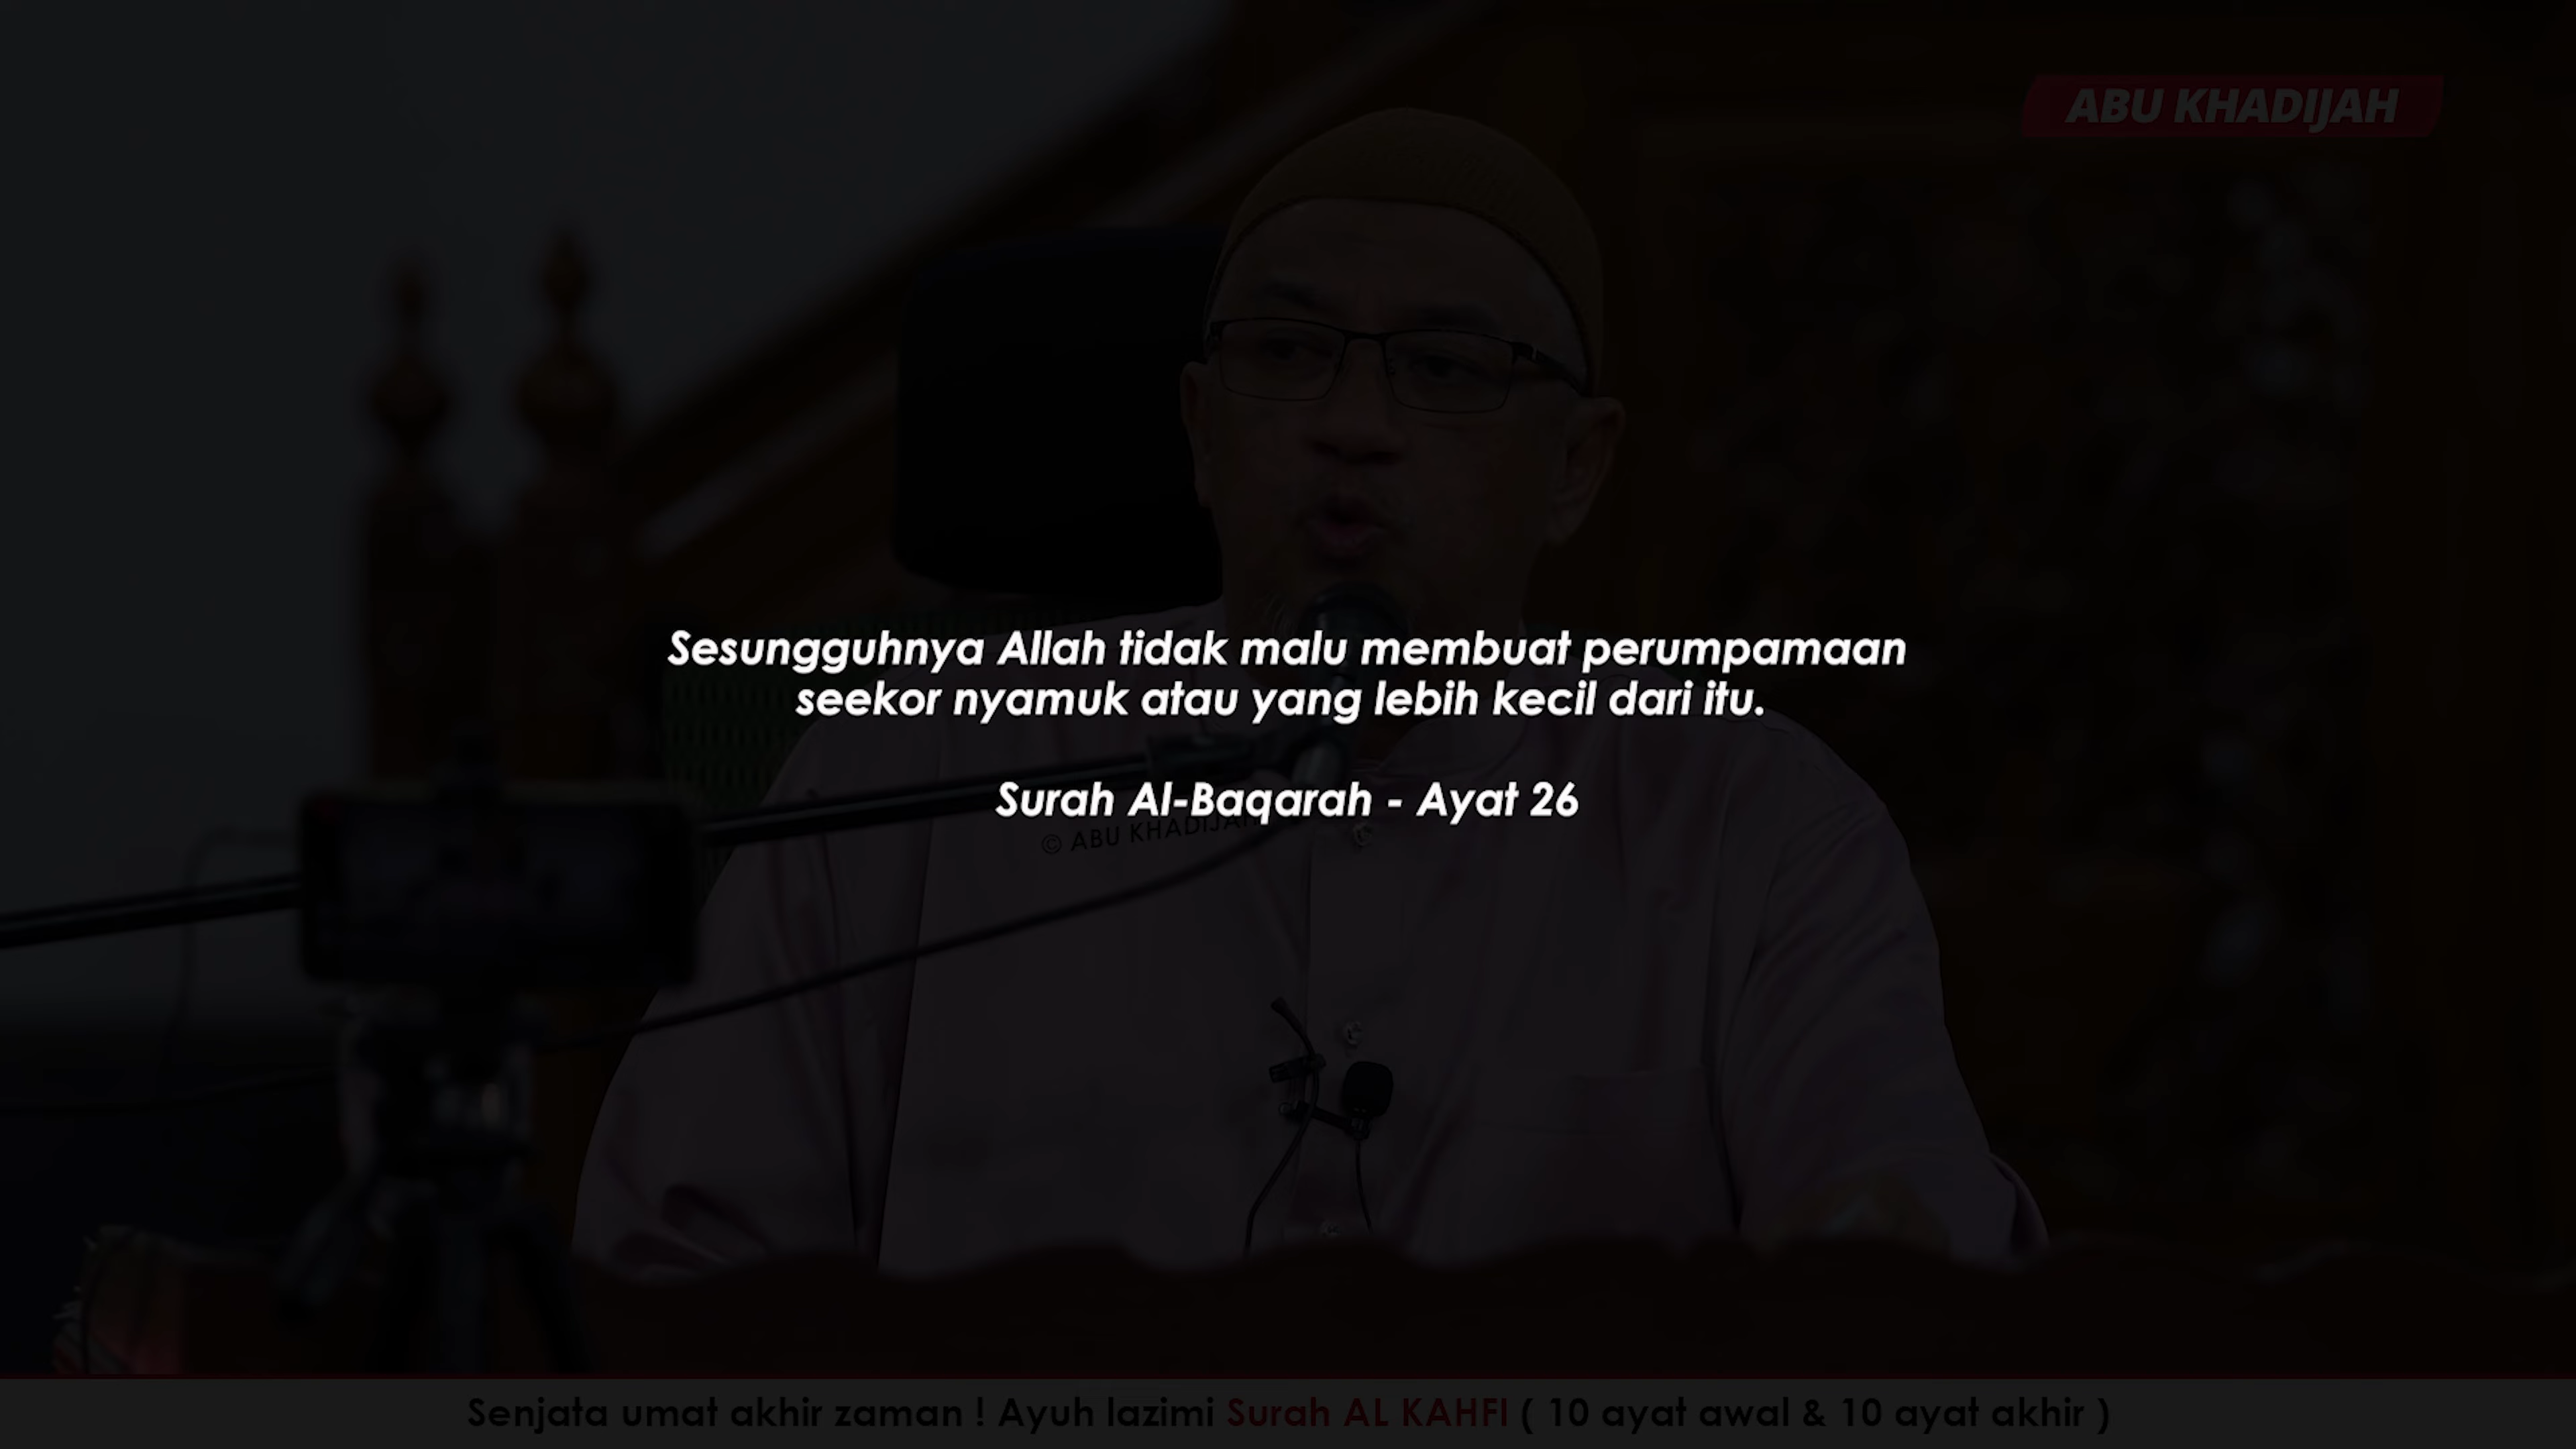 ABU KHADIJAH
Sesungguhnya Allah tidak malu membuat perumpamaan
seekor nyamuk atau yang lebih kecil dari itu.
Surah Al-Baqarah - Ayat 26
© ABU KHADIJAH
Senjata umat akhir zaman ! Ayuh lazimi Surah AL KAHFI ( 10 ayat awal & 10 ayat akhir )